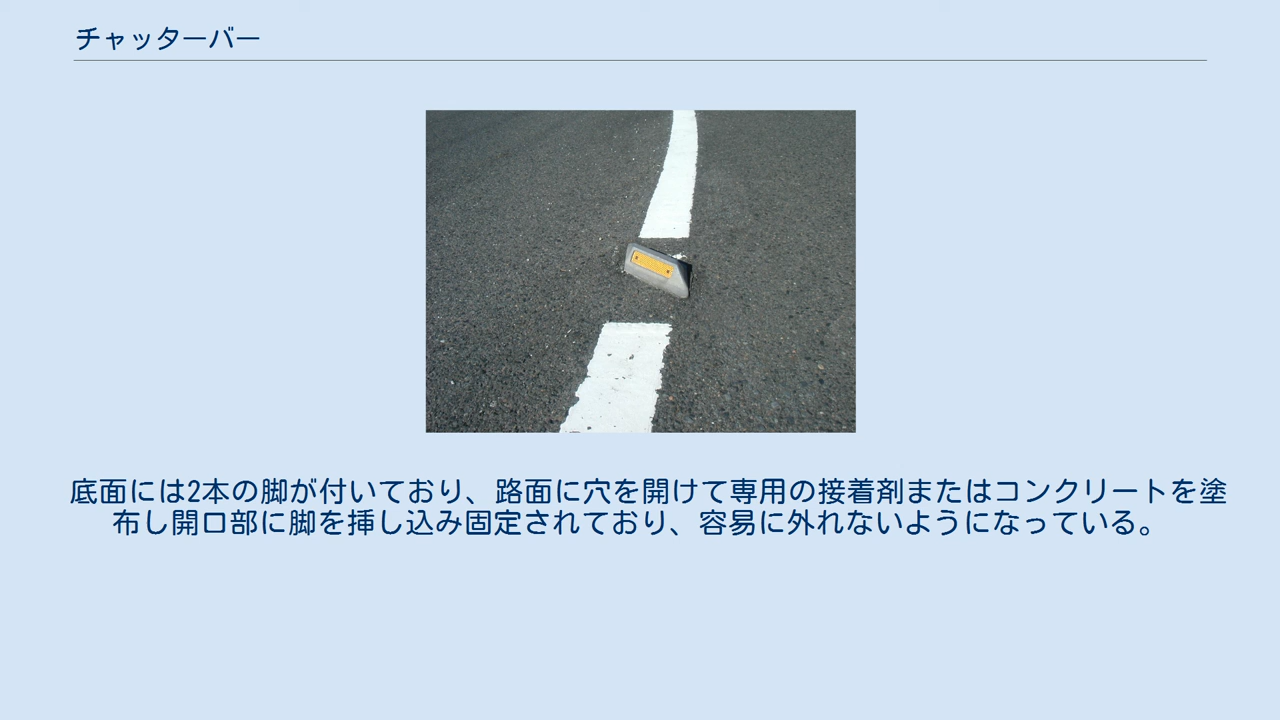 チャッターバー
底面には2本の脚が付いており、路面に穴を開けて専用の接着剤またはコンクリートを塗
布し開口部に脚を挿し込み固定されており、容易に外れないようになっている。